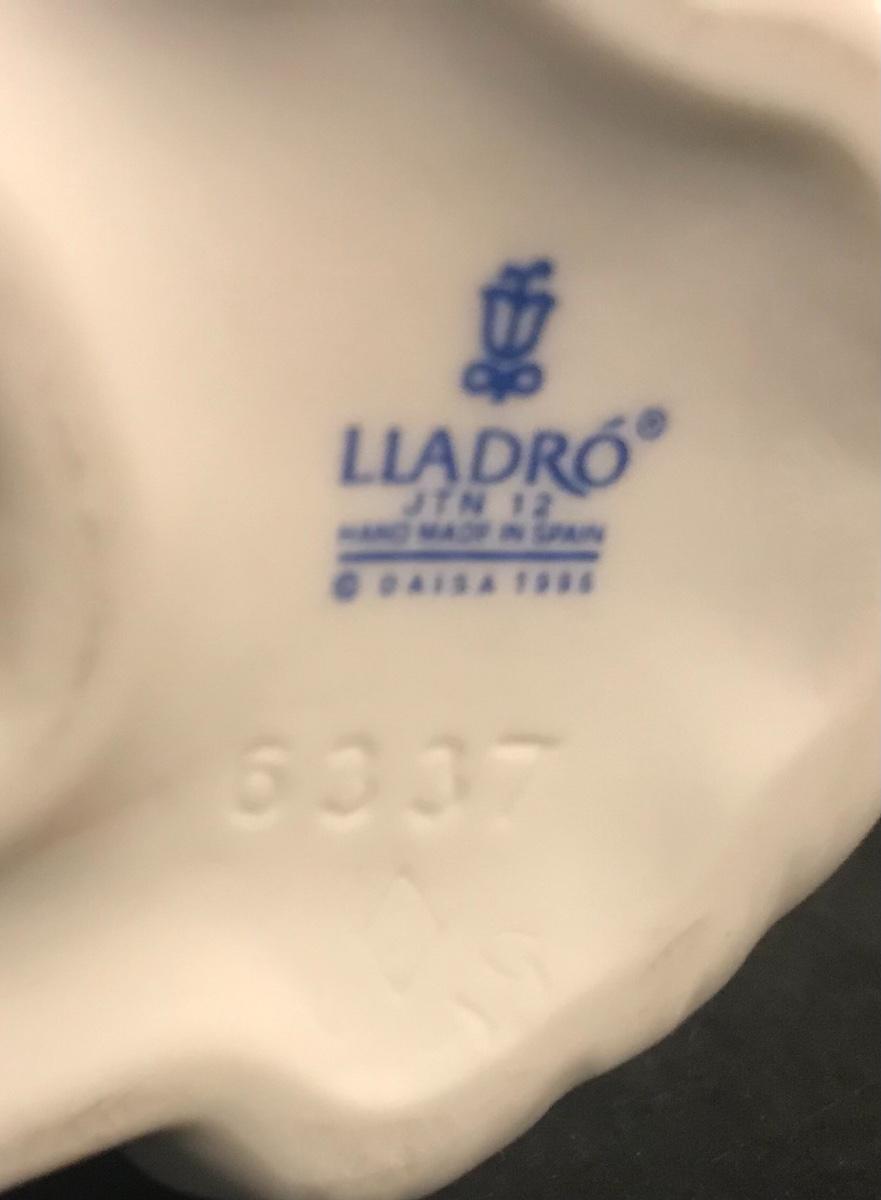 LLADRÓ®
JTN 12
HAND MADE IN SPAIN
© DAISA 1996
6337